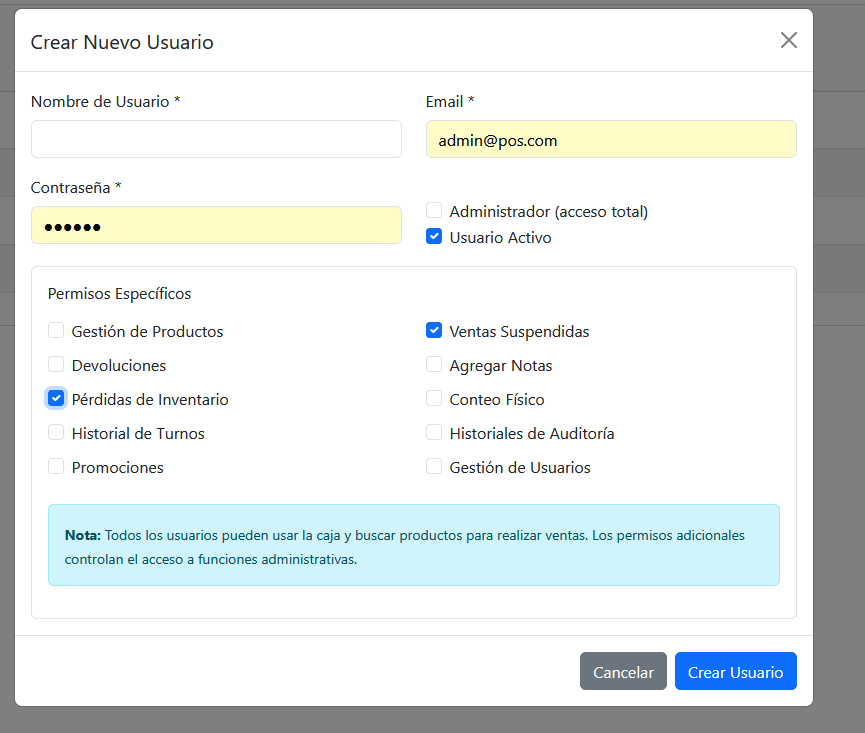 Crear Nuevo Usuario
Nombre de Usuario *
Email *
admin@pos.com
Contraseña *
••••••
Administrador (acceso total)
Usuario Activo
Permisos Específicos
Gestión de Productos
Ventas Suspendidas
Devoluciones
Agregar Notas
Pérdidas de Inventario
Conteo Físico
Historial de Turnos
Historiales de Auditoría
Promociones
Gestión de Usuarios
Nota: Todos los usuarios pueden usar la caja y buscar productos para realizar ventas. Los permisos adicionales
controlan el acceso a funciones administrativas.
Cancelar
Crear Usuario